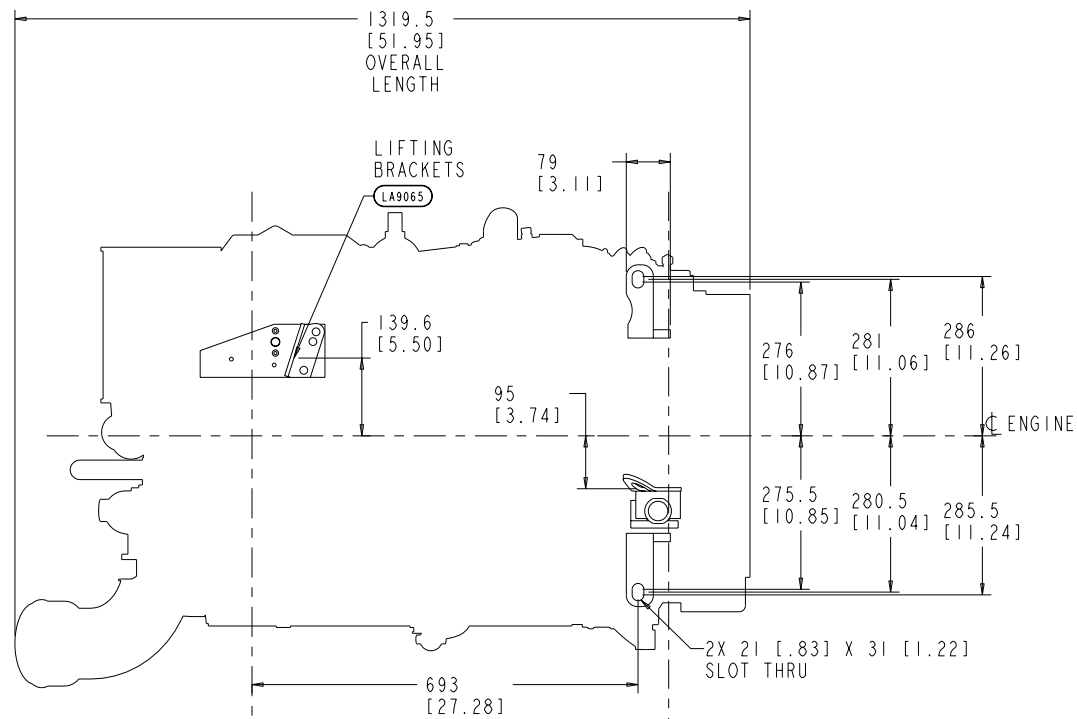 1319.5
[51.95]
OVERALL
LENGTH
LIFTING
BRACKETS
LA9065
79
[3.11]
139.6
[5.50]
276
[10.87]
281
[11.06]
286
[11.26]
95
[3.74]
℄ ENGINE
275.5
[10.85]
280.5
[11.04]
285.5
[11.24]
2X 21 [.83] X 31 [1.22]
SLOT THRU
693
[27.28]